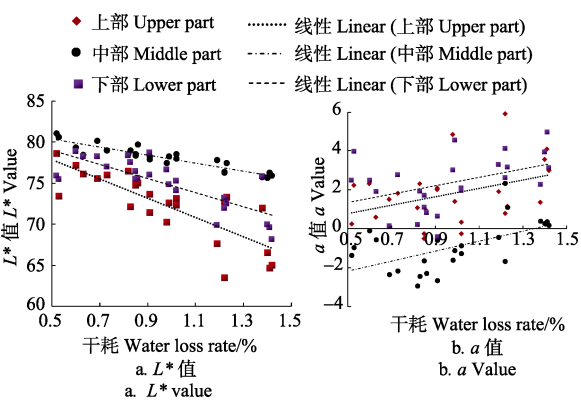 上部 Upper part 线性 Linear (上部 Upper part)
中部 Middle part 线性 Linear (中部 Middle part)
下部 Lower part 线性 Linear (下部 Lower part)
L* 值 L* Value
85
80
75
70
65
60
0.5 0.7 0.9 1.1 1.3 1.5
干耗 Water loss rate/%
a. L* 值
a. L* value
a 值 a Value
6
4
2
0
−2
−4
0.5 0.7 0.9 1.1 1.3 1.5
干耗 Water loss rate/%
b. a 值
b. a Value